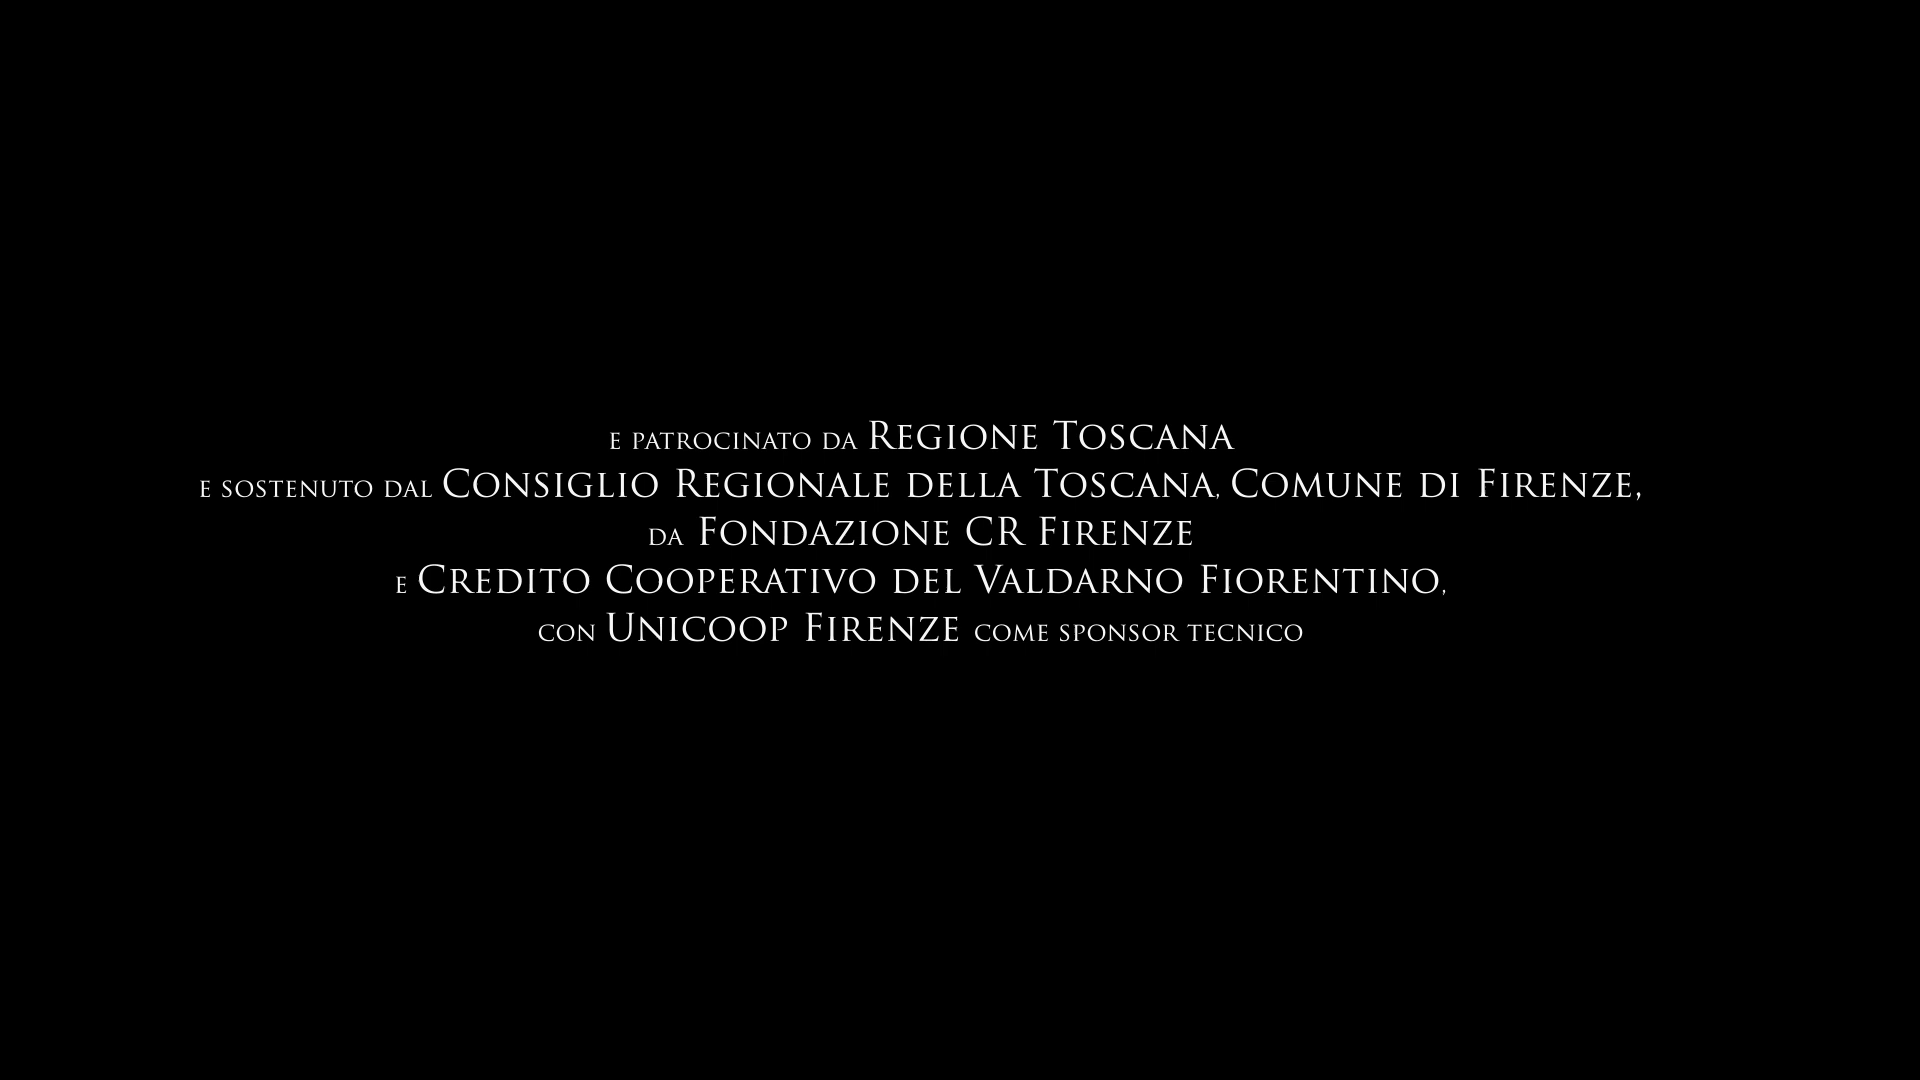 E PATROCINATO DA REGIONE TOSCANA
E SOSTENUTO DAL CONSIGLIO REGIONALE DELLA TOSCANA, COMUNE DI FIRENZE,
DA FONDAZIONE CR FIRENZE
E CREDITO COOPERATIVO DEL VALDARNO FIORENTINO,
CON UNICOOP FIRENZE COME SPONSOR TECNICO